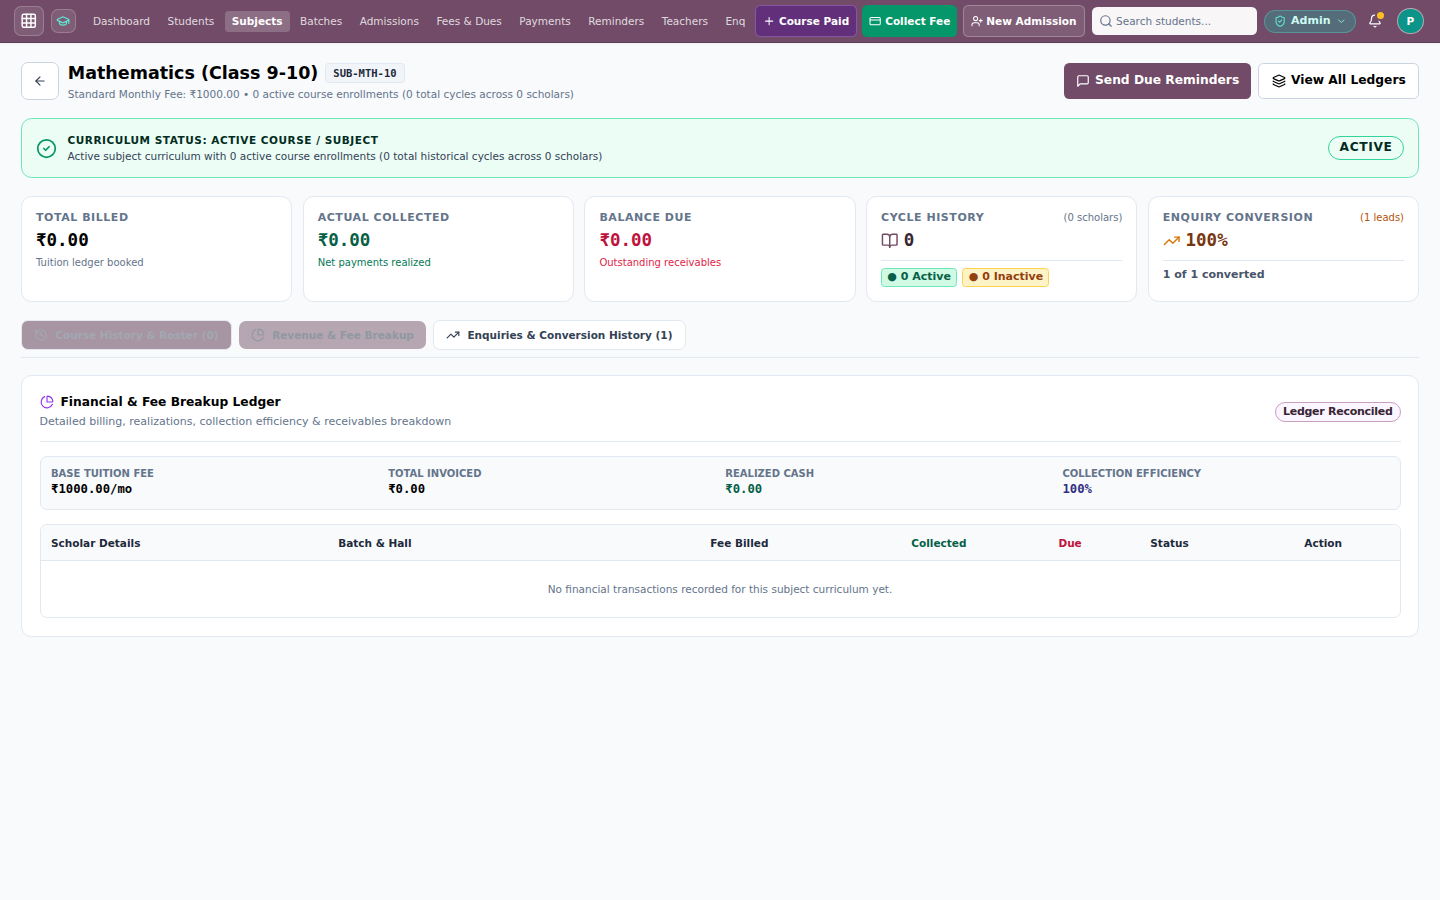 Dashboard Students Subjects Batches Admissions Fees & Dues Payments Reminders Teachers Enq + Course Paid Collect Fee New Admission Search students... Admin P
Mathematics (Class 9-10) SUB-MTH-10
Standard Monthly Fee: ₹1000.00 • 0 active course enrollments (0 total cycles across 0 scholars)
Send Due Reminders View All Ledgers
CURRICULUM STATUS: ACTIVE COURSE / SUBJECT
Active subject curriculum with 0 active course enrollments (0 total historical cycles across 0 scholars)
ACTIVE
TOTAL BILLED
₹0.00
Tuition ledger booked
ACTUAL COLLECTED
₹0.00
Net payments realized
BALANCE DUE
₹0.00
Outstanding receivables
CYCLE HISTORY (0 scholars)
0
● 0 Active ● 0 Inactive
ENQUIRY CONVERSION (1 leads)
100%
1 of 1 converted
Course History & Roster (0) Revenue & Fee Breakup Enquiries & Conversion History (1)
Financial & Fee Breakup Ledger
Detailed billing, realizations, collection efficiency & receivables breakdown
Ledger Reconciled
BASE TUITION FEE TOTAL INVOICED REALIZED CASH COLLECTION EFFICIENCY
₹1000.00/mo ₹0.00 ₹0.00 100%
Scholar Details Batch & Hall Fee Billed Collected Due Status Action
No financial transactions recorded for this subject curriculum yet.